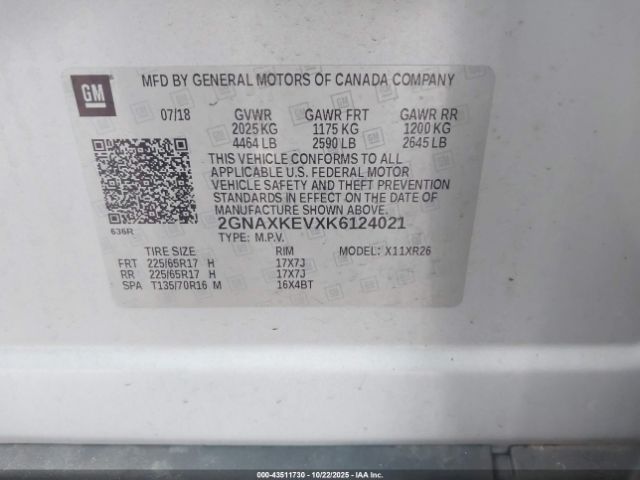 GM
MFD BY GENERAL MOTORS OF CANADA COMPANY
07/18 GVWR GAWR FRT GAWR RR
2025 KG 1175 KG 1200 KG
4464 LB 2590 LB 2645 LB
THIS VEHICLE CONFORMS TO ALL
APPLICABLE U.S. FEDERAL MOTOR
VEHICLE SAFETY AND THEFT PREVENTION
STANDARDS IN EFFECT ON THE DATE OF
MANUFACTURE SHOWN ABOVE.
636R 2GNAXKEVXK6124021
TYPE: M.P.V.
TIRE SIZE RIM MODEL: X11XR26
FRT 225/65R17 H 17X7J
RR 225/65R17 H 17X7J
SPA T135/70R16 M 16X4BT
000-43511730 - 10/22/2025 - IAA Inc.